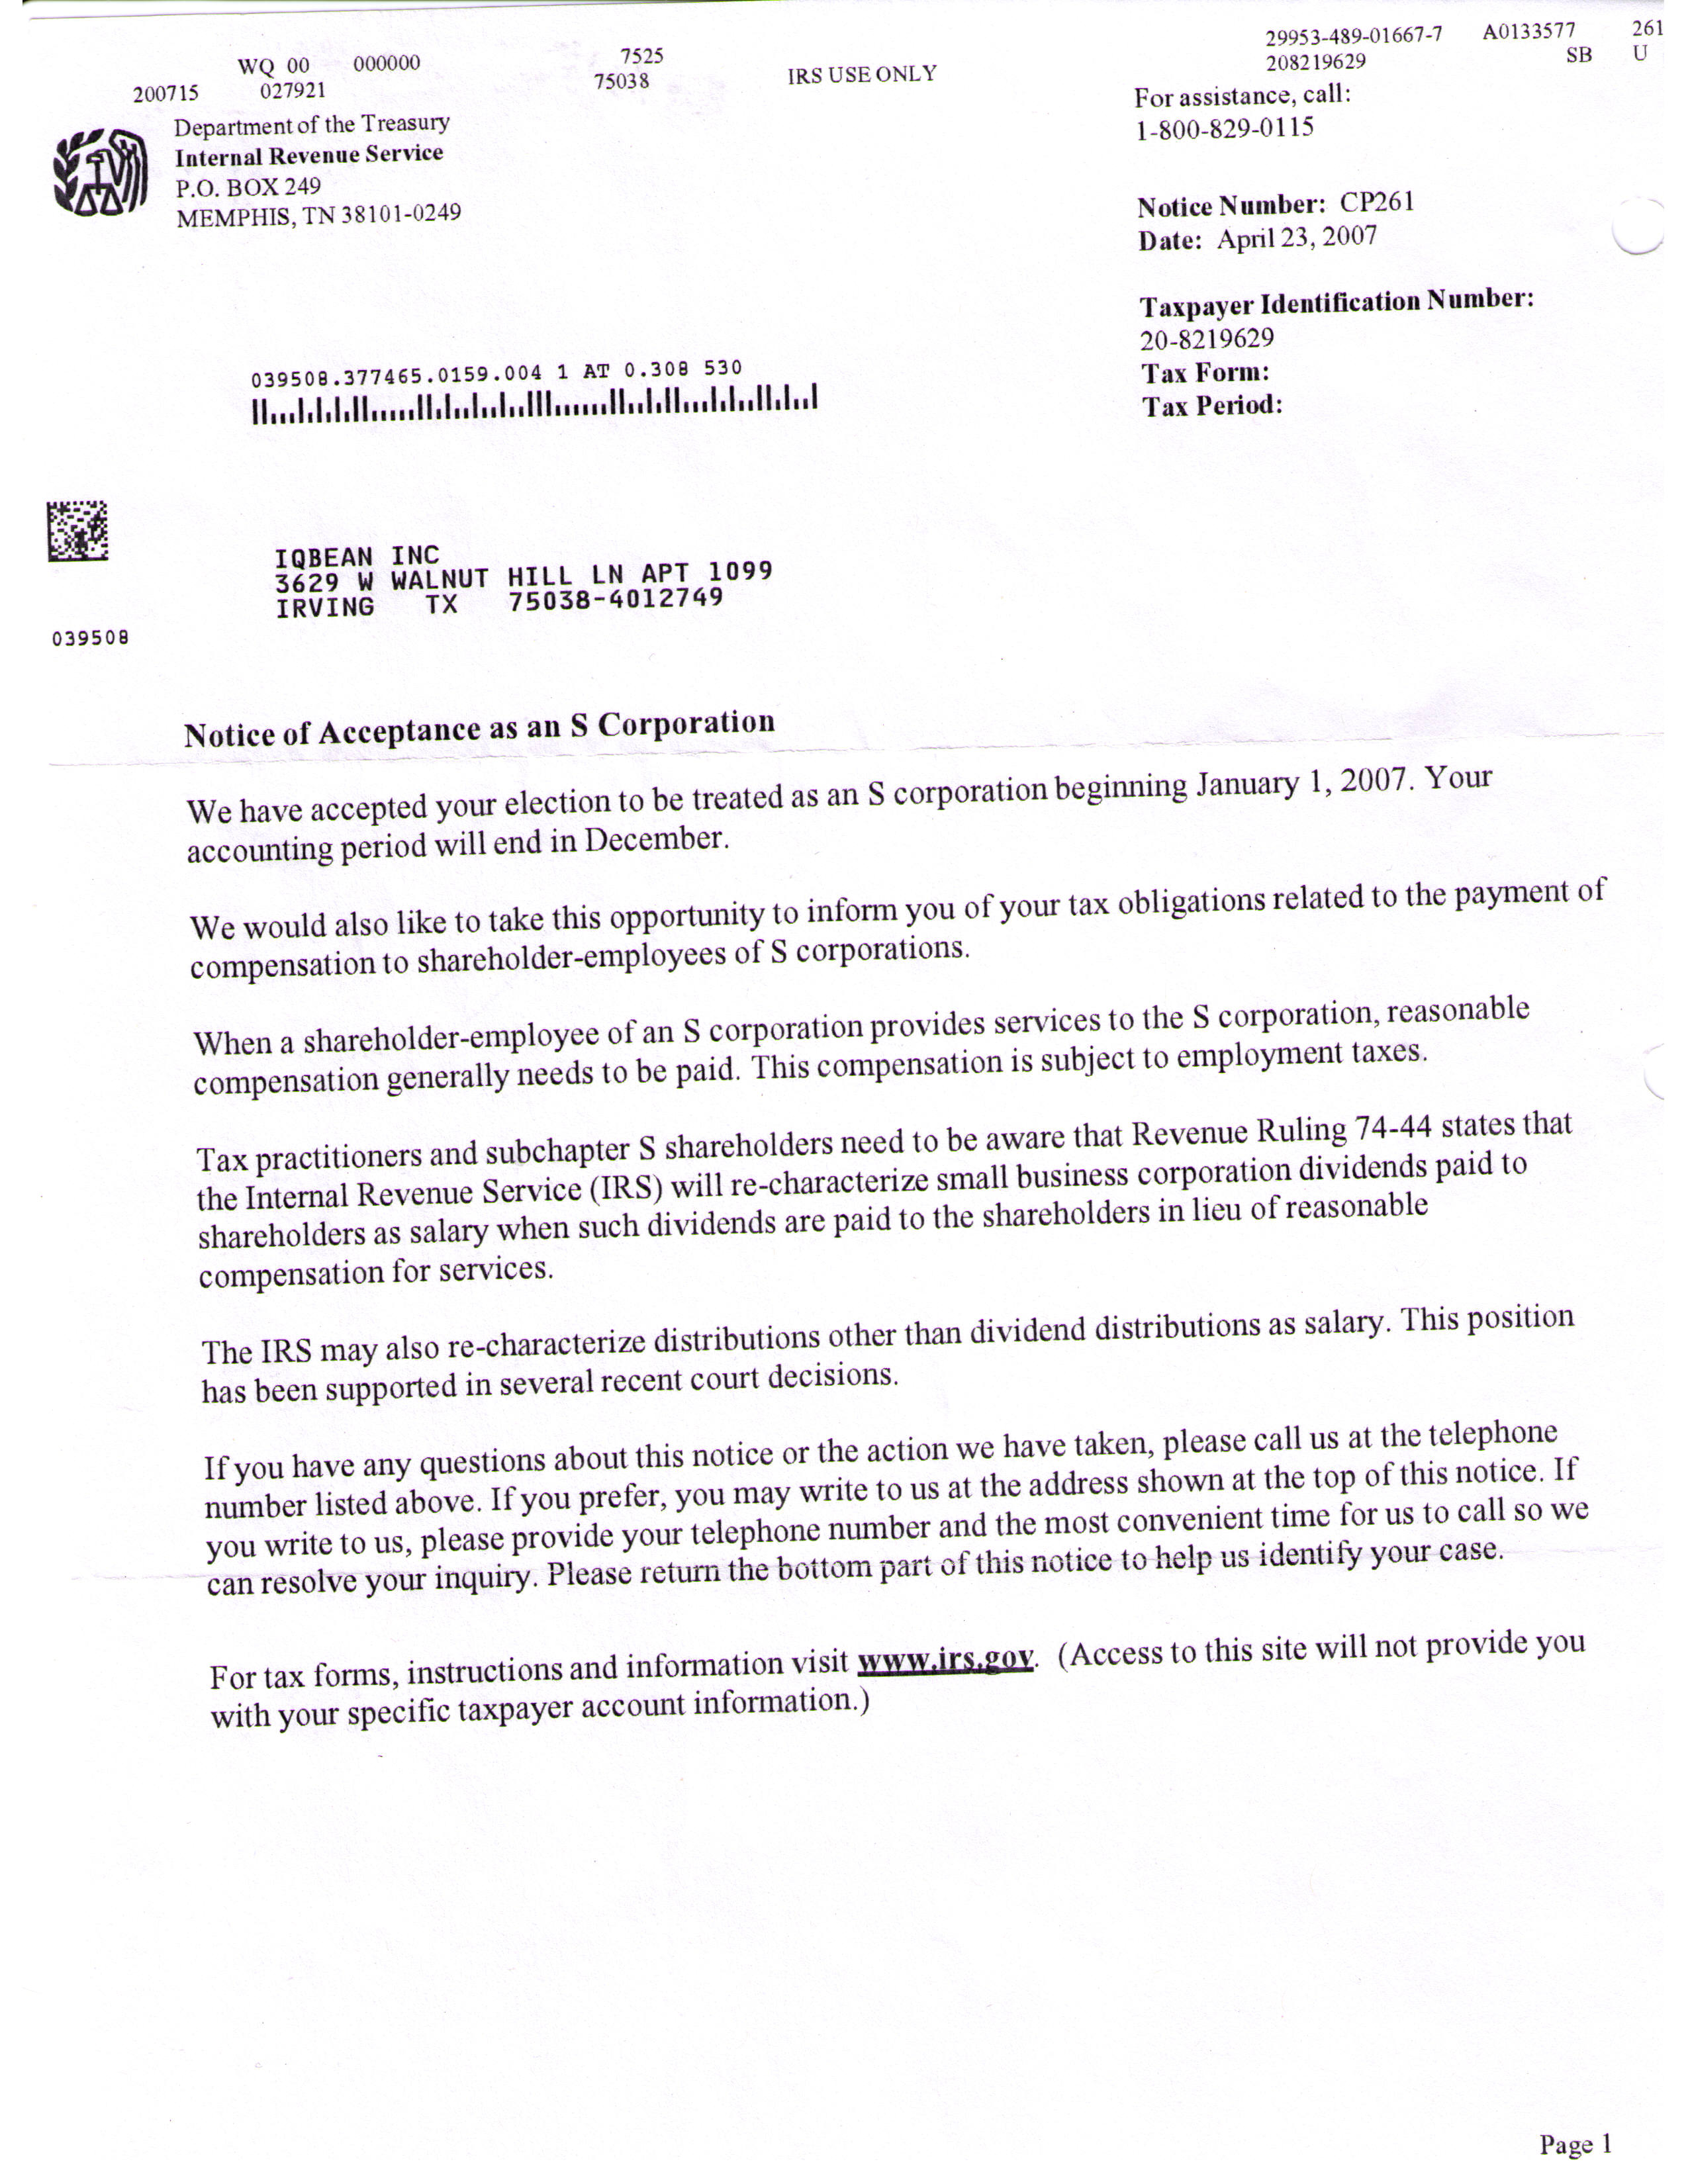 29953-489-01667-7 A0133577 261
WQ 00 000000 7525 IRS USE ONLY 208219629 SB U
200715 027921 75038
For assistance, call:
1-800-829-0115
Department of the Treasury
Internal Revenue Service
P.O. BOX 249
MEMPHIS, TN 38101-0249
Notice Number: CP261
Date: April 23, 2007
Taxpayer Identification Number:
20-8219629
Tax Form:
Tax Period:
039508.377465.0159.004 1 AT 0.308 530
IQBEAN INC
3629 W WALNUT HILL LN APT 1099
IRVING TX 75038-4012749
039508
Notice of Acceptance as an S Corporation
We have accepted your election to be treated as an S corporation beginning January 1, 2007. Your
accounting period will end in December.
We would also like to take this opportunity to inform you of your tax obligations related to the payment of
compensation to shareholder-employees of S corporations.
When a shareholder-employee of an S corporation provides services to the S corporation, reasonable
compensation generally needs to be paid. This compensation is subject to employment taxes.
Tax practitioners and subchapter S shareholders need to be aware that Revenue Ruling 74-44 states that
the Internal Revenue Service (IRS) will re-characterize small business corporation dividends paid to
shareholders as salary when such dividends are paid to the shareholders in lieu of reasonable
compensation for services.
The IRS may also re-characterize distributions other than dividend distributions as salary. This position
has been supported in several recent court decisions.
If you have any questions about this notice or the action we have taken, please call us at the telephone
number listed above. If you prefer, you may write to us at the address shown at the top of this notice. If
you write to us, please provide your telephone number and the most convenient time for us to call so we
can resolve your inquiry. Please return the bottom part of this notice to help us identify your case.
For tax forms, instructions and information visit www.irs.gov. (Access to this site will not provide you
with your specific taxpayer account information.)
Page 1